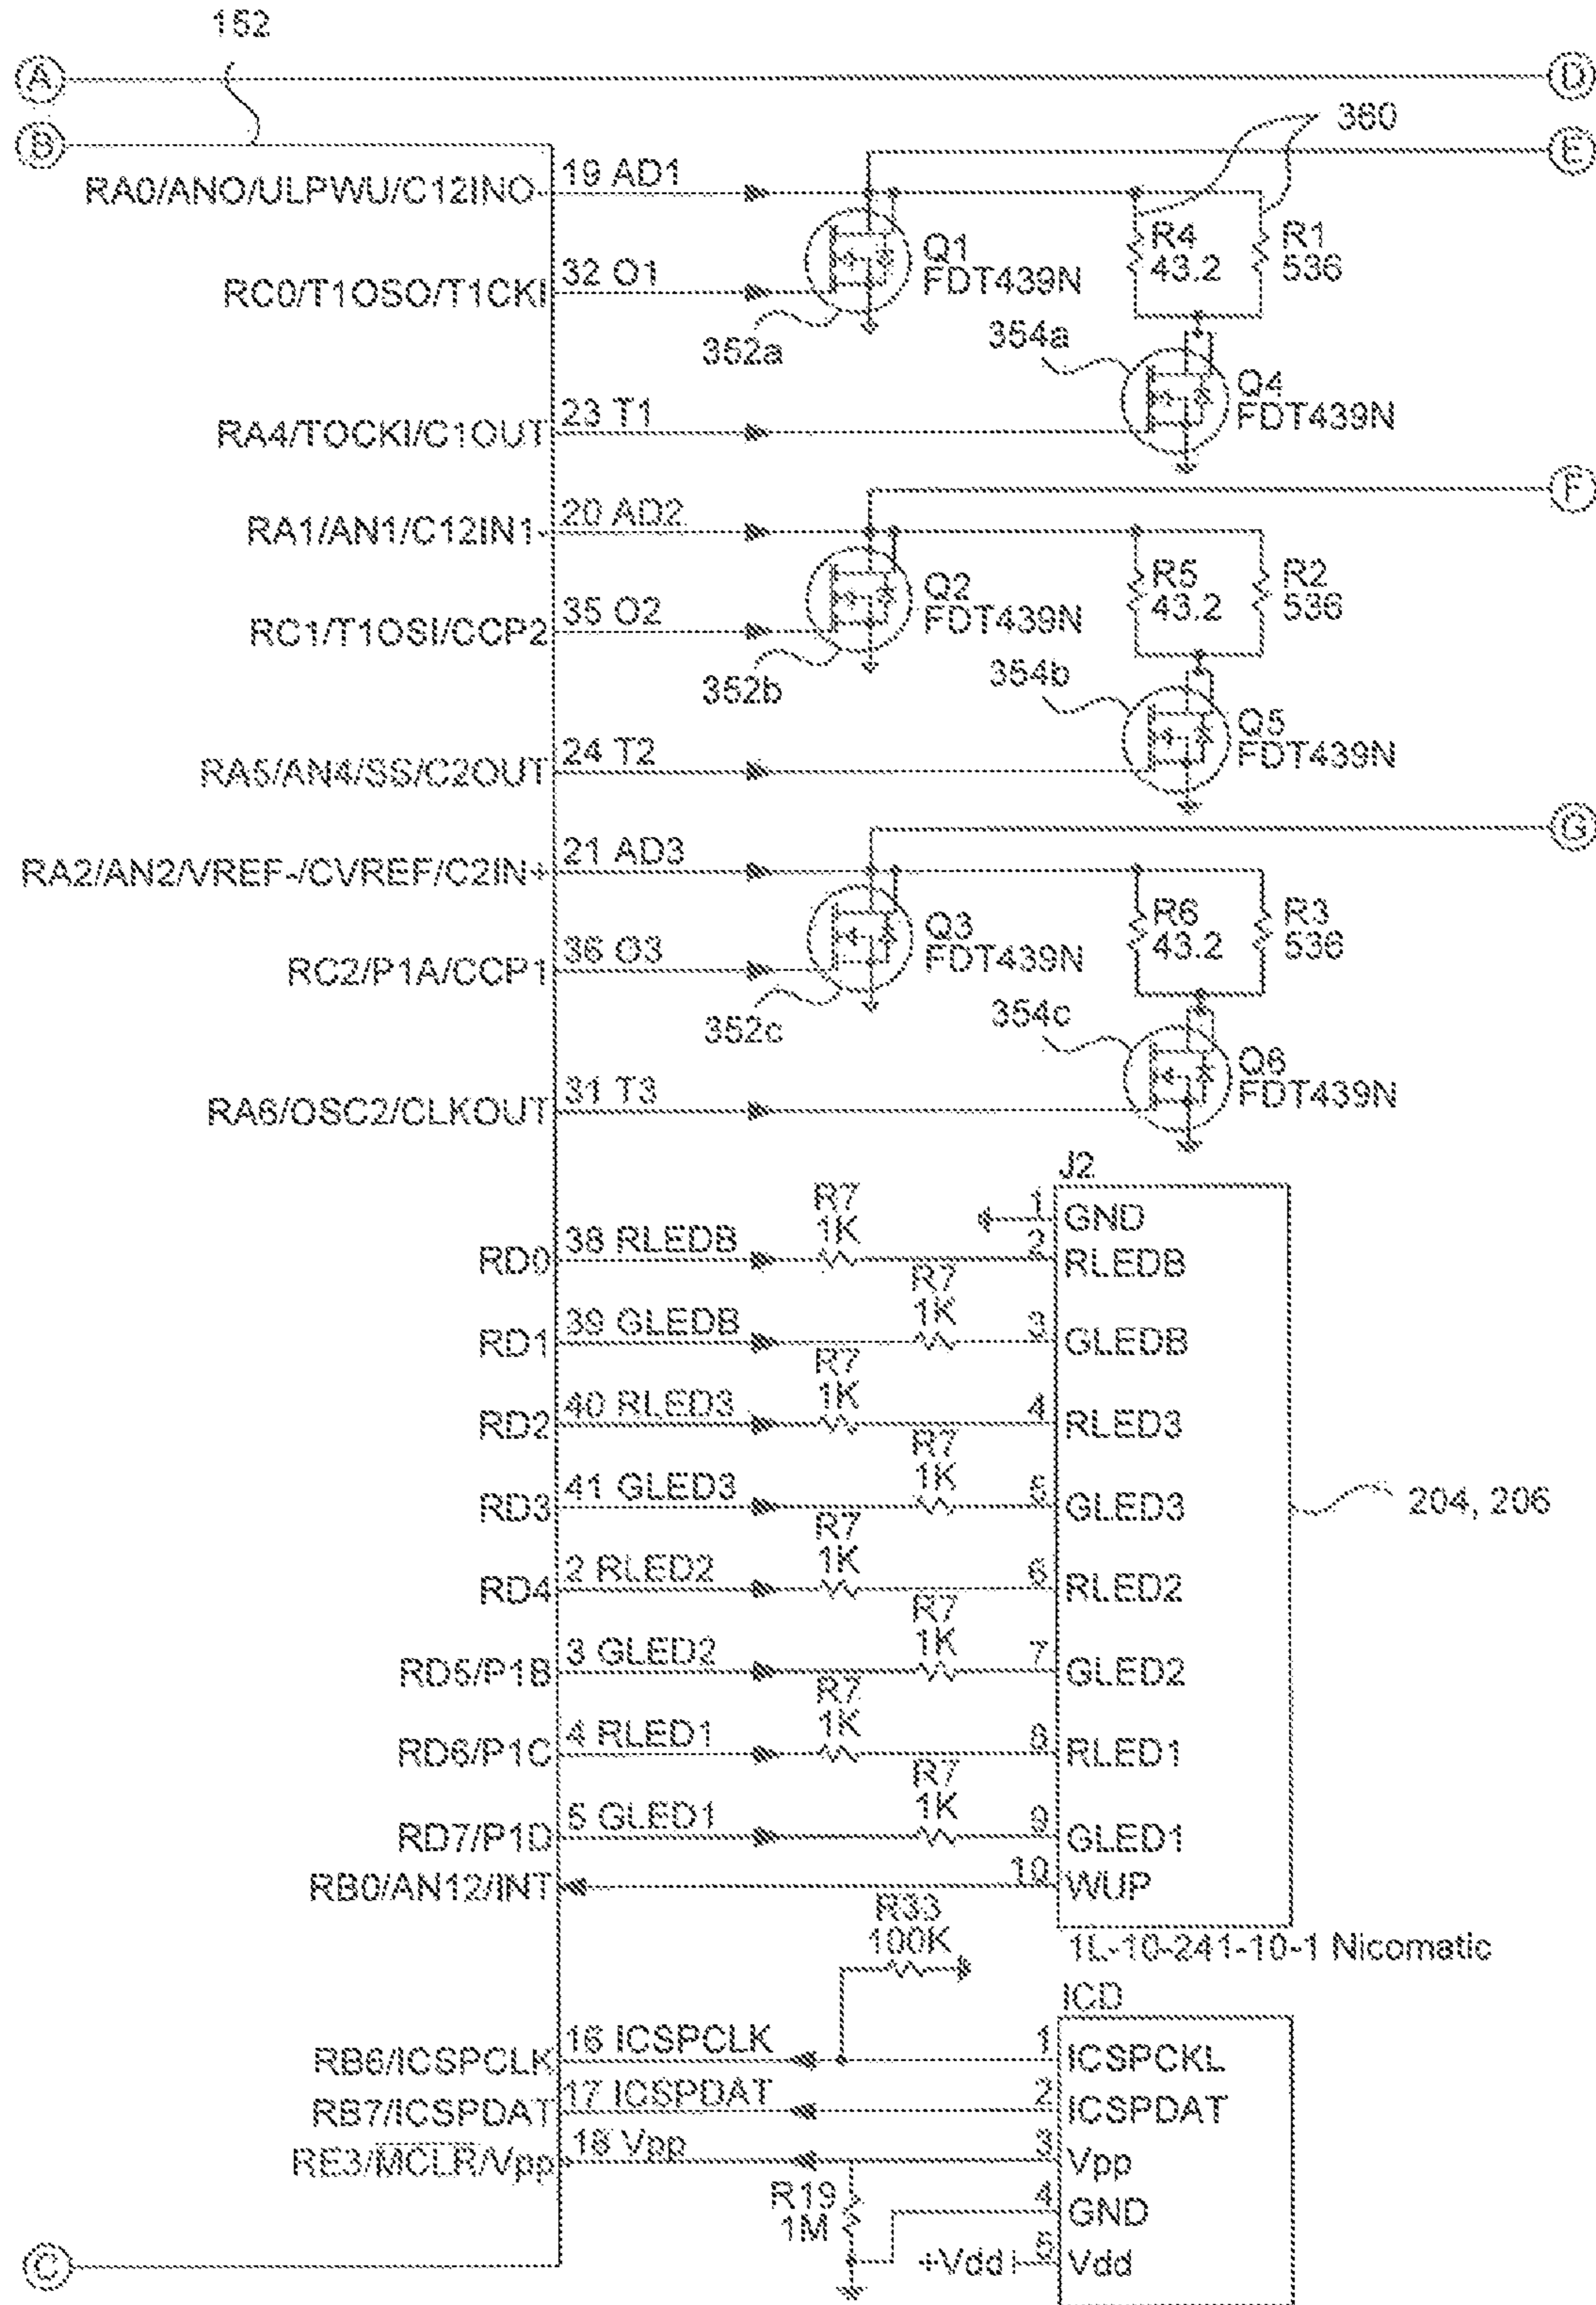 152
A
D
B
360
E
RA0/ANO/ULPWU/C12INO-
19 AD1
R4
43.2
R1
536
Q1
FDT439N
RC0/T1OSO/T1CKI
32 O1
352a
354a
Q4
FDT439N
RA4/TOCKI/C1OUT
23 T1
F
RA1/AN1/C12IN1-
20 AD2
R5
43.2
R2
536
Q2
FDT439N
RC1/T1OSI/CCP2
35 O2
352b
354b
Q5
FDT439N
RA5/AN4/SS/C2OUT
24 T2
G
RA2/AN2/VREF-/CVREF/C2IN+
21 AD3
R6
43.2
R3
536
Q3
FDT439N
RC2/P1A/CCP1
36 O3
352c
354c
Q6
FDT439N
RA6/OSC2/CLKOUT
31 T3
J2
1 GND
RD0
38 RLEDB
R7
1K
2 RLEDB
RD1
39 GLEDB
R7
1K
3 GLEDB
RD2
40 RLED3
R7
1K
4 RLED3
RD3
41 GLED3
R7
1K
5 GLED3
204, 206
RD4
2 RLED2
R7
1K
6 RLED2
RD5/P1B
3 GLED2
R7
1K
7 GLED2
RD6/P1C
4 RLED1
R7
1K
8 RLED1
RD7/P1D
5 GLED1
R7
1K
9 GLED1
RB0/AN12/INT
10 WUP
R33
100K
1L-10-241-10-1 Nicomatic
ICD
RB6/ICSPCLK
16 ICSPCLK
1 ICSPCKL
RB7/ICSPDAT
17 ICSPDAT
2 ICSPDAT
RE3/MCLR/Vpp
18 Vpp
3 Vpp
R19
1M
4 GND
+Vdd
5 Vdd
C